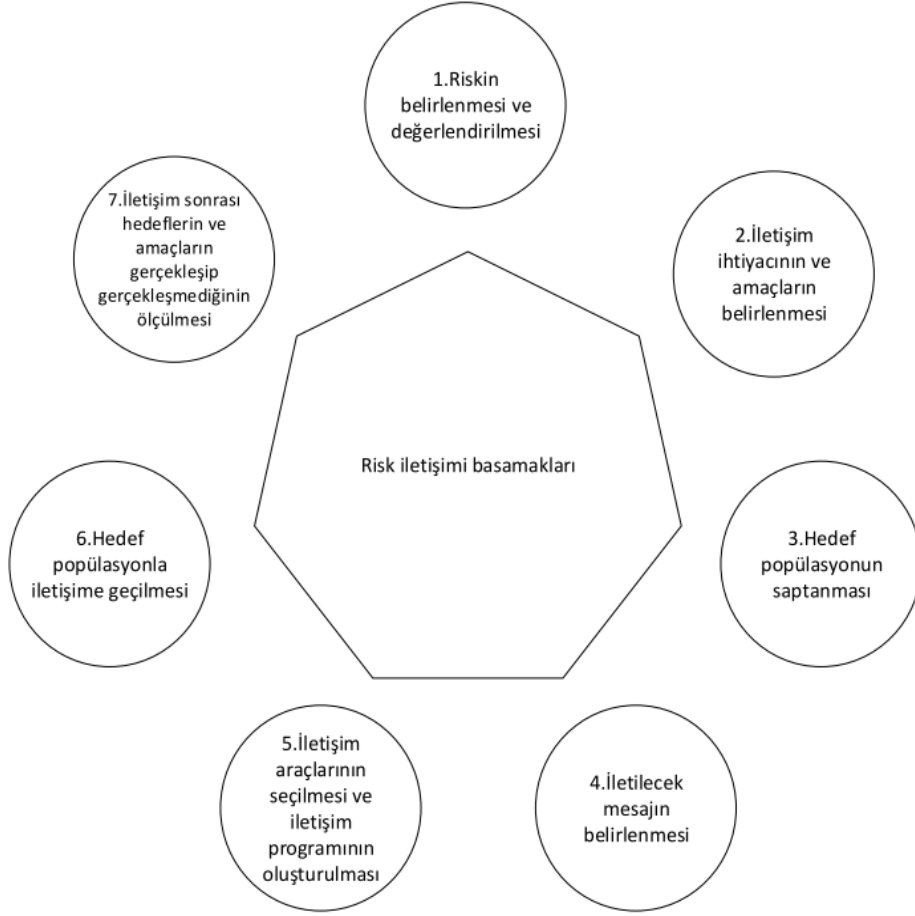 1.Riskin
belirlenmesi ve
değerlendirilmesi
2.İletişim
ihtiyacının ve
amaçların
belirlenmesi
3.Hedef
popülasyonun
saptanması
4.İletilecek
mesajın
belirlenmesi
5.İletişim
araçlarının
seçilmesi ve
iletişim
programının
oluşturulması
6.Hedef
popülasyonla
iletişime geçilmesi
7.İletişim sonrası
hedeflerin ve
amaçların
gerçekleşip
gerçekleşmediğinin
ölçülmesi
Risk iletişimi basamakları